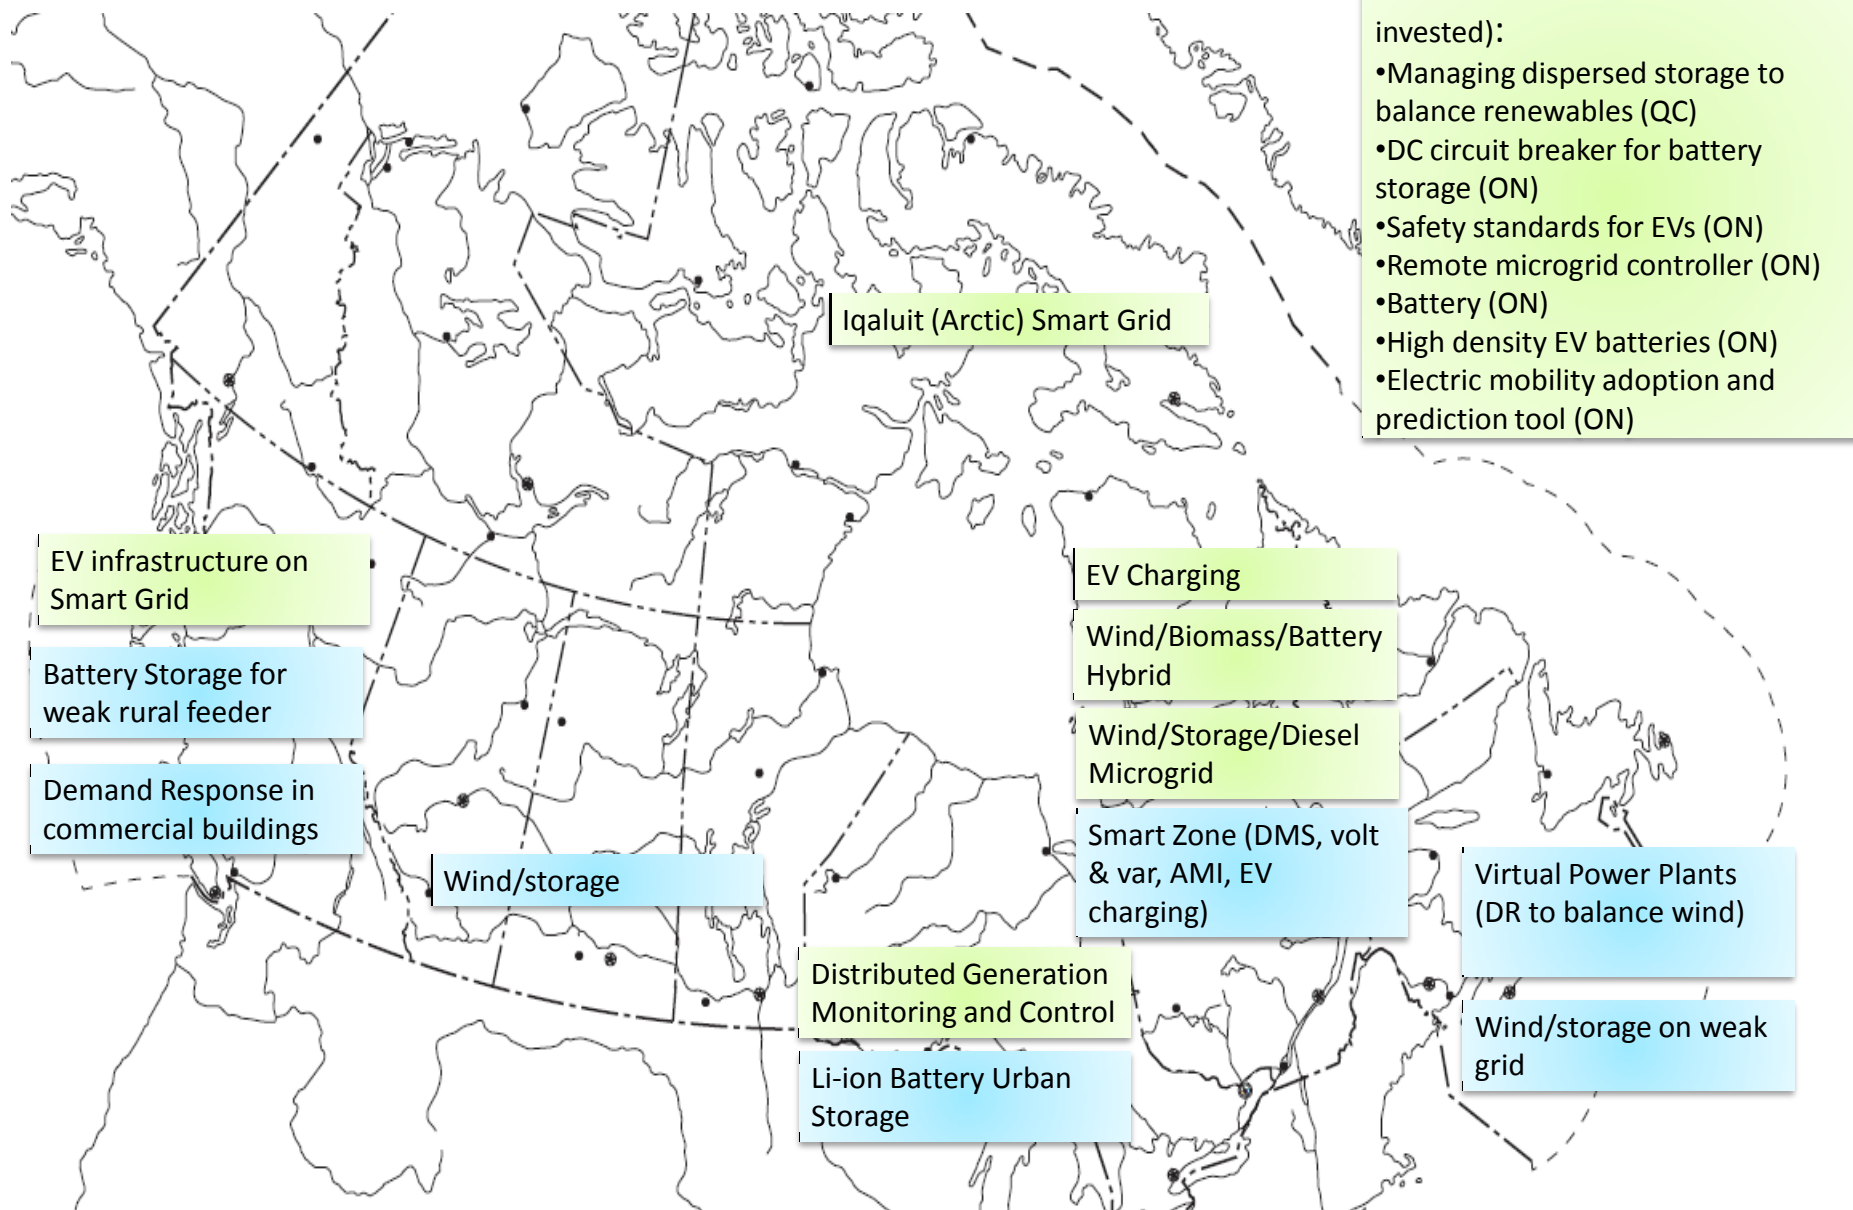 invested):
•Managing dispersed storage to
balance renewables (QC)
•DC circuit breaker for battery
storage (ON)
•Safety standards for EVs (ON)
•Remote microgrid controller (ON)
•Battery (ON)
•High density EV batteries (ON)
•Electric mobility adoption and
prediction tool (ON)
Iqaluit (Arctic) Smart Grid
EV infrastructure on
Smart Grid
Battery Storage for
weak rural feeder
Demand Response in
commercial buildings
Wind/storage
EV Charging
Wind/Biomass/Battery
Hybrid
Wind/Storage/Diesel
Microgrid
Smart Zone (DMS, volt
& var, AMI, EV
charging)
Virtual Power Plants
(DR to balance wind)
Distributed Generation
Monitoring and Control
Li-ion Battery Urban
Storage
Wind/storage on weak
grid